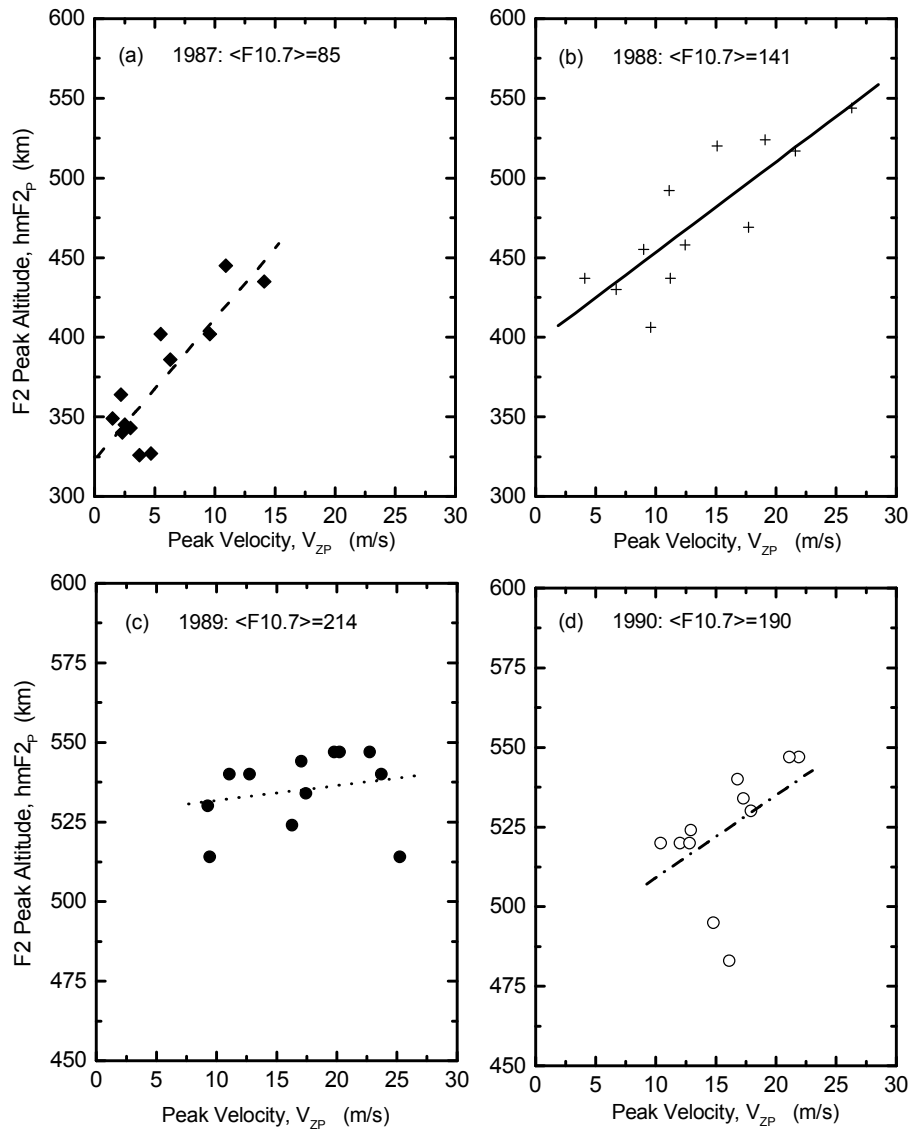 (a) 1987: <F10.7>=85
600
550
500
450
400
350
300
0 5 10 15 20 25 30
F2 Peak Altitude, hmF2P (km)
Peak Velocity, VZP (m/s)
(b) 1988: <F10.7>=141
600
550
500
450
400
350
300
0 5 10 15 20 25 30
Peak Velocity, VZP (m/s)
(c) 1989: <F10.7>=214
600
575
550
525
500
475
450
0 5 10 15 20 25 30
F2 Peak Altitude, hmF2P (km)
Peak Velocity, VZP (m/s)
(d) 1990: <F10.7>=190
600
575
550
525
500
475
450
0 5 10 15 20 25 30
Peak Velocity, VZP (m/s)